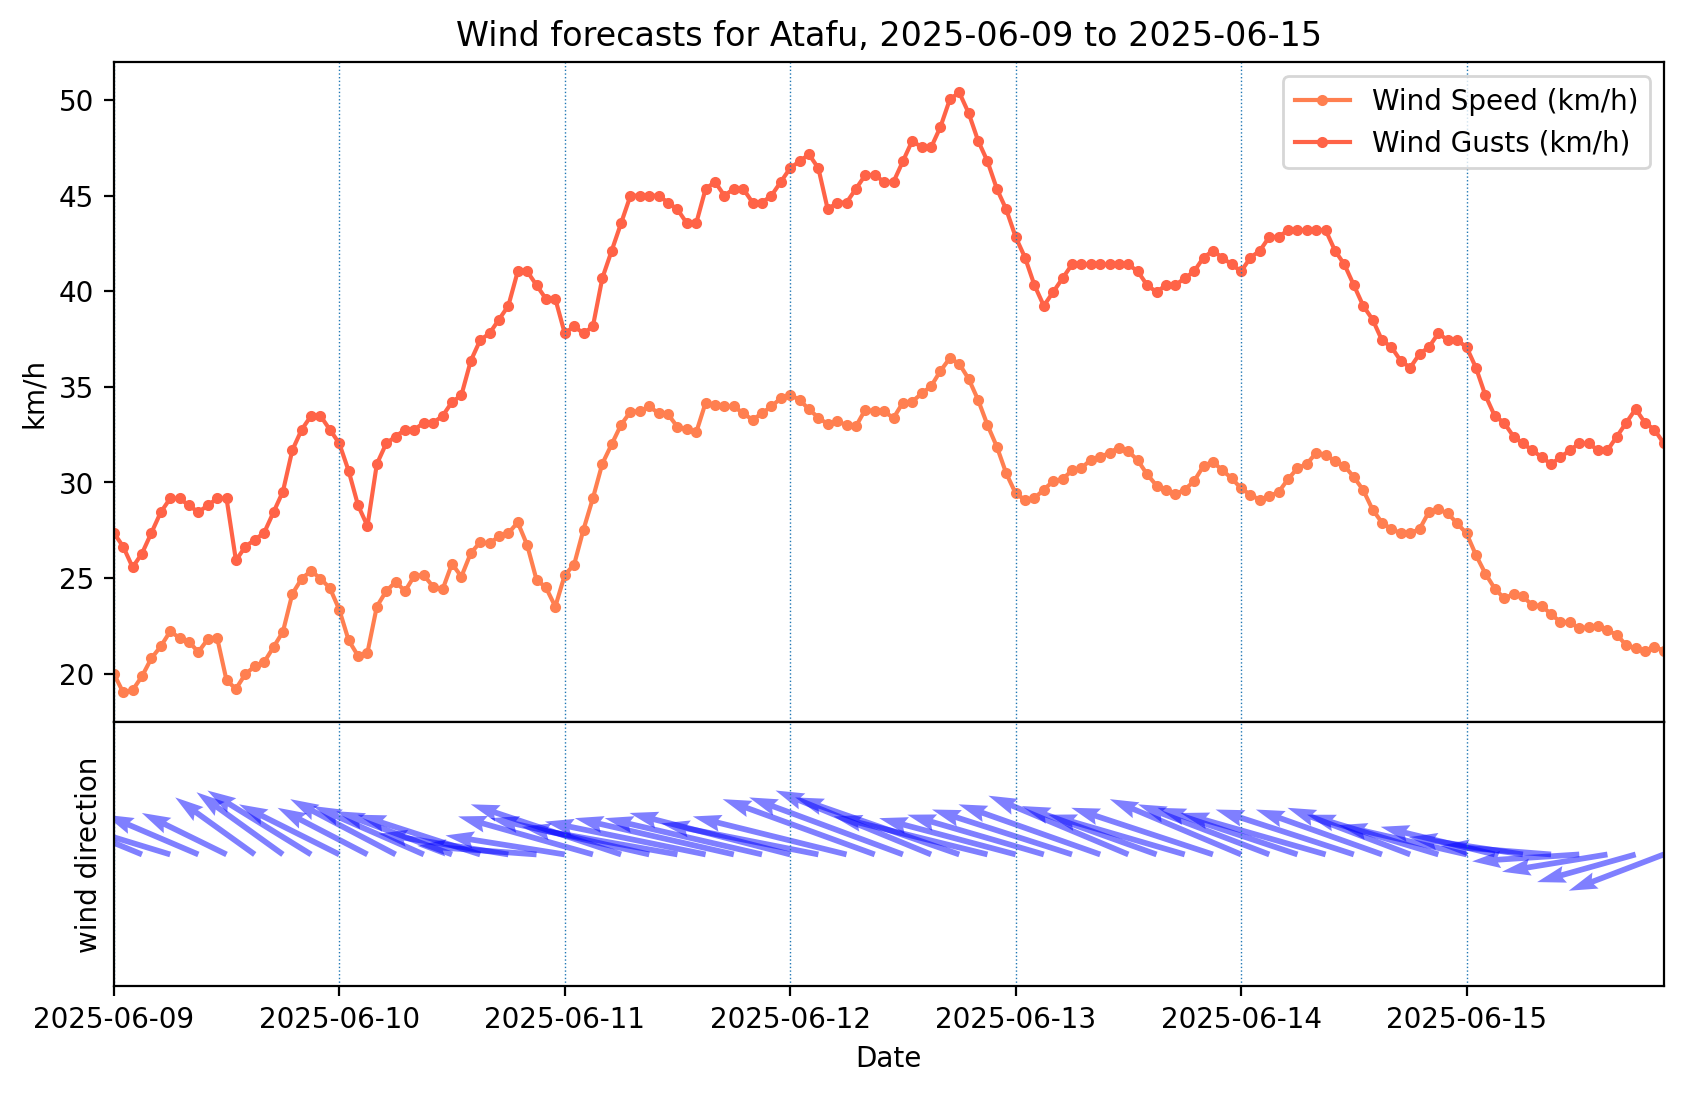 Wind forecasts for Atafu, 2025-06-09 to 2025-06-15
Wind Speed (km/h)
Wind Gusts (km/h)
50
45
40
35
30
25
20
km/h
wind direction
2025-06-09
2025-06-10
2025-06-11
2025-06-12
2025-06-13
2025-06-14
2025-06-15
Date